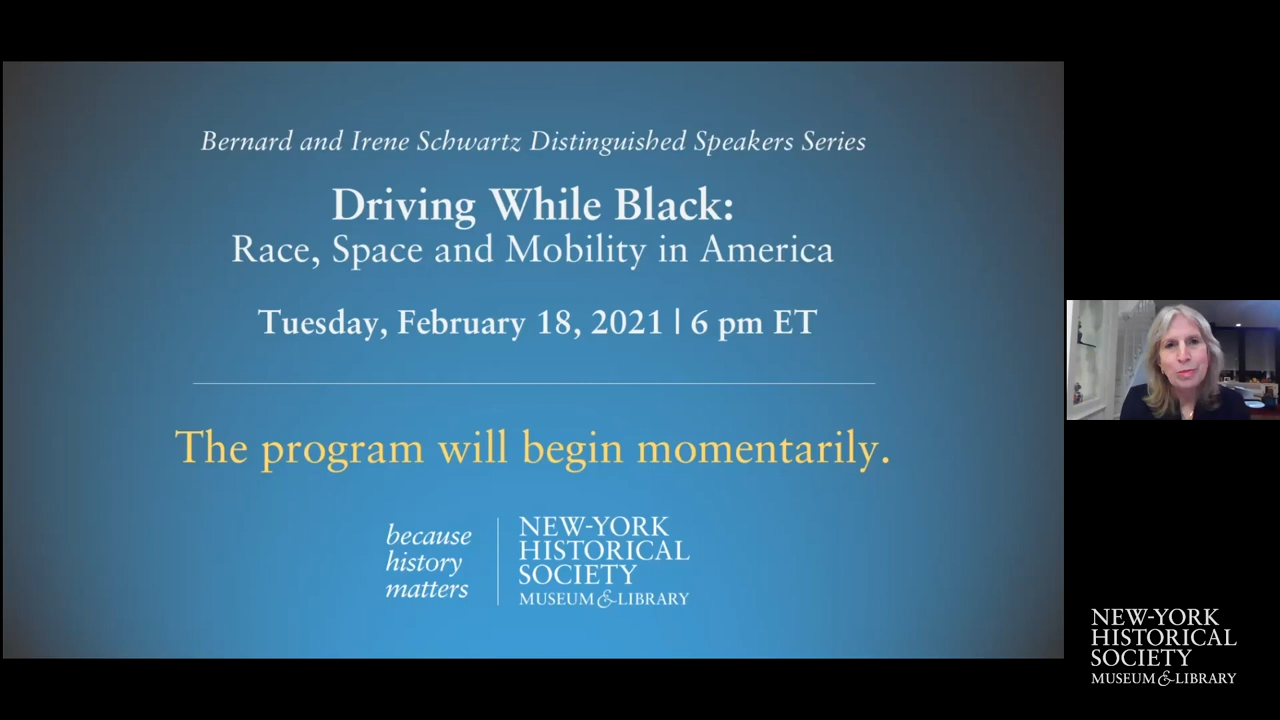 Bernard and Irene Schwartz Distinguished Speakers Series
Driving While Black:
Race, Space and Mobility in America
Tuesday, February 18, 2021 | 6 pm ET
The program will begin momentarily.
because
history
matters
NEW-YORK
HISTORICAL
SOCIETY
MUSEUM & LIBRARY
NEW-YORK
HISTORICAL
SOCIETY
MUSEUM & LIBRARY